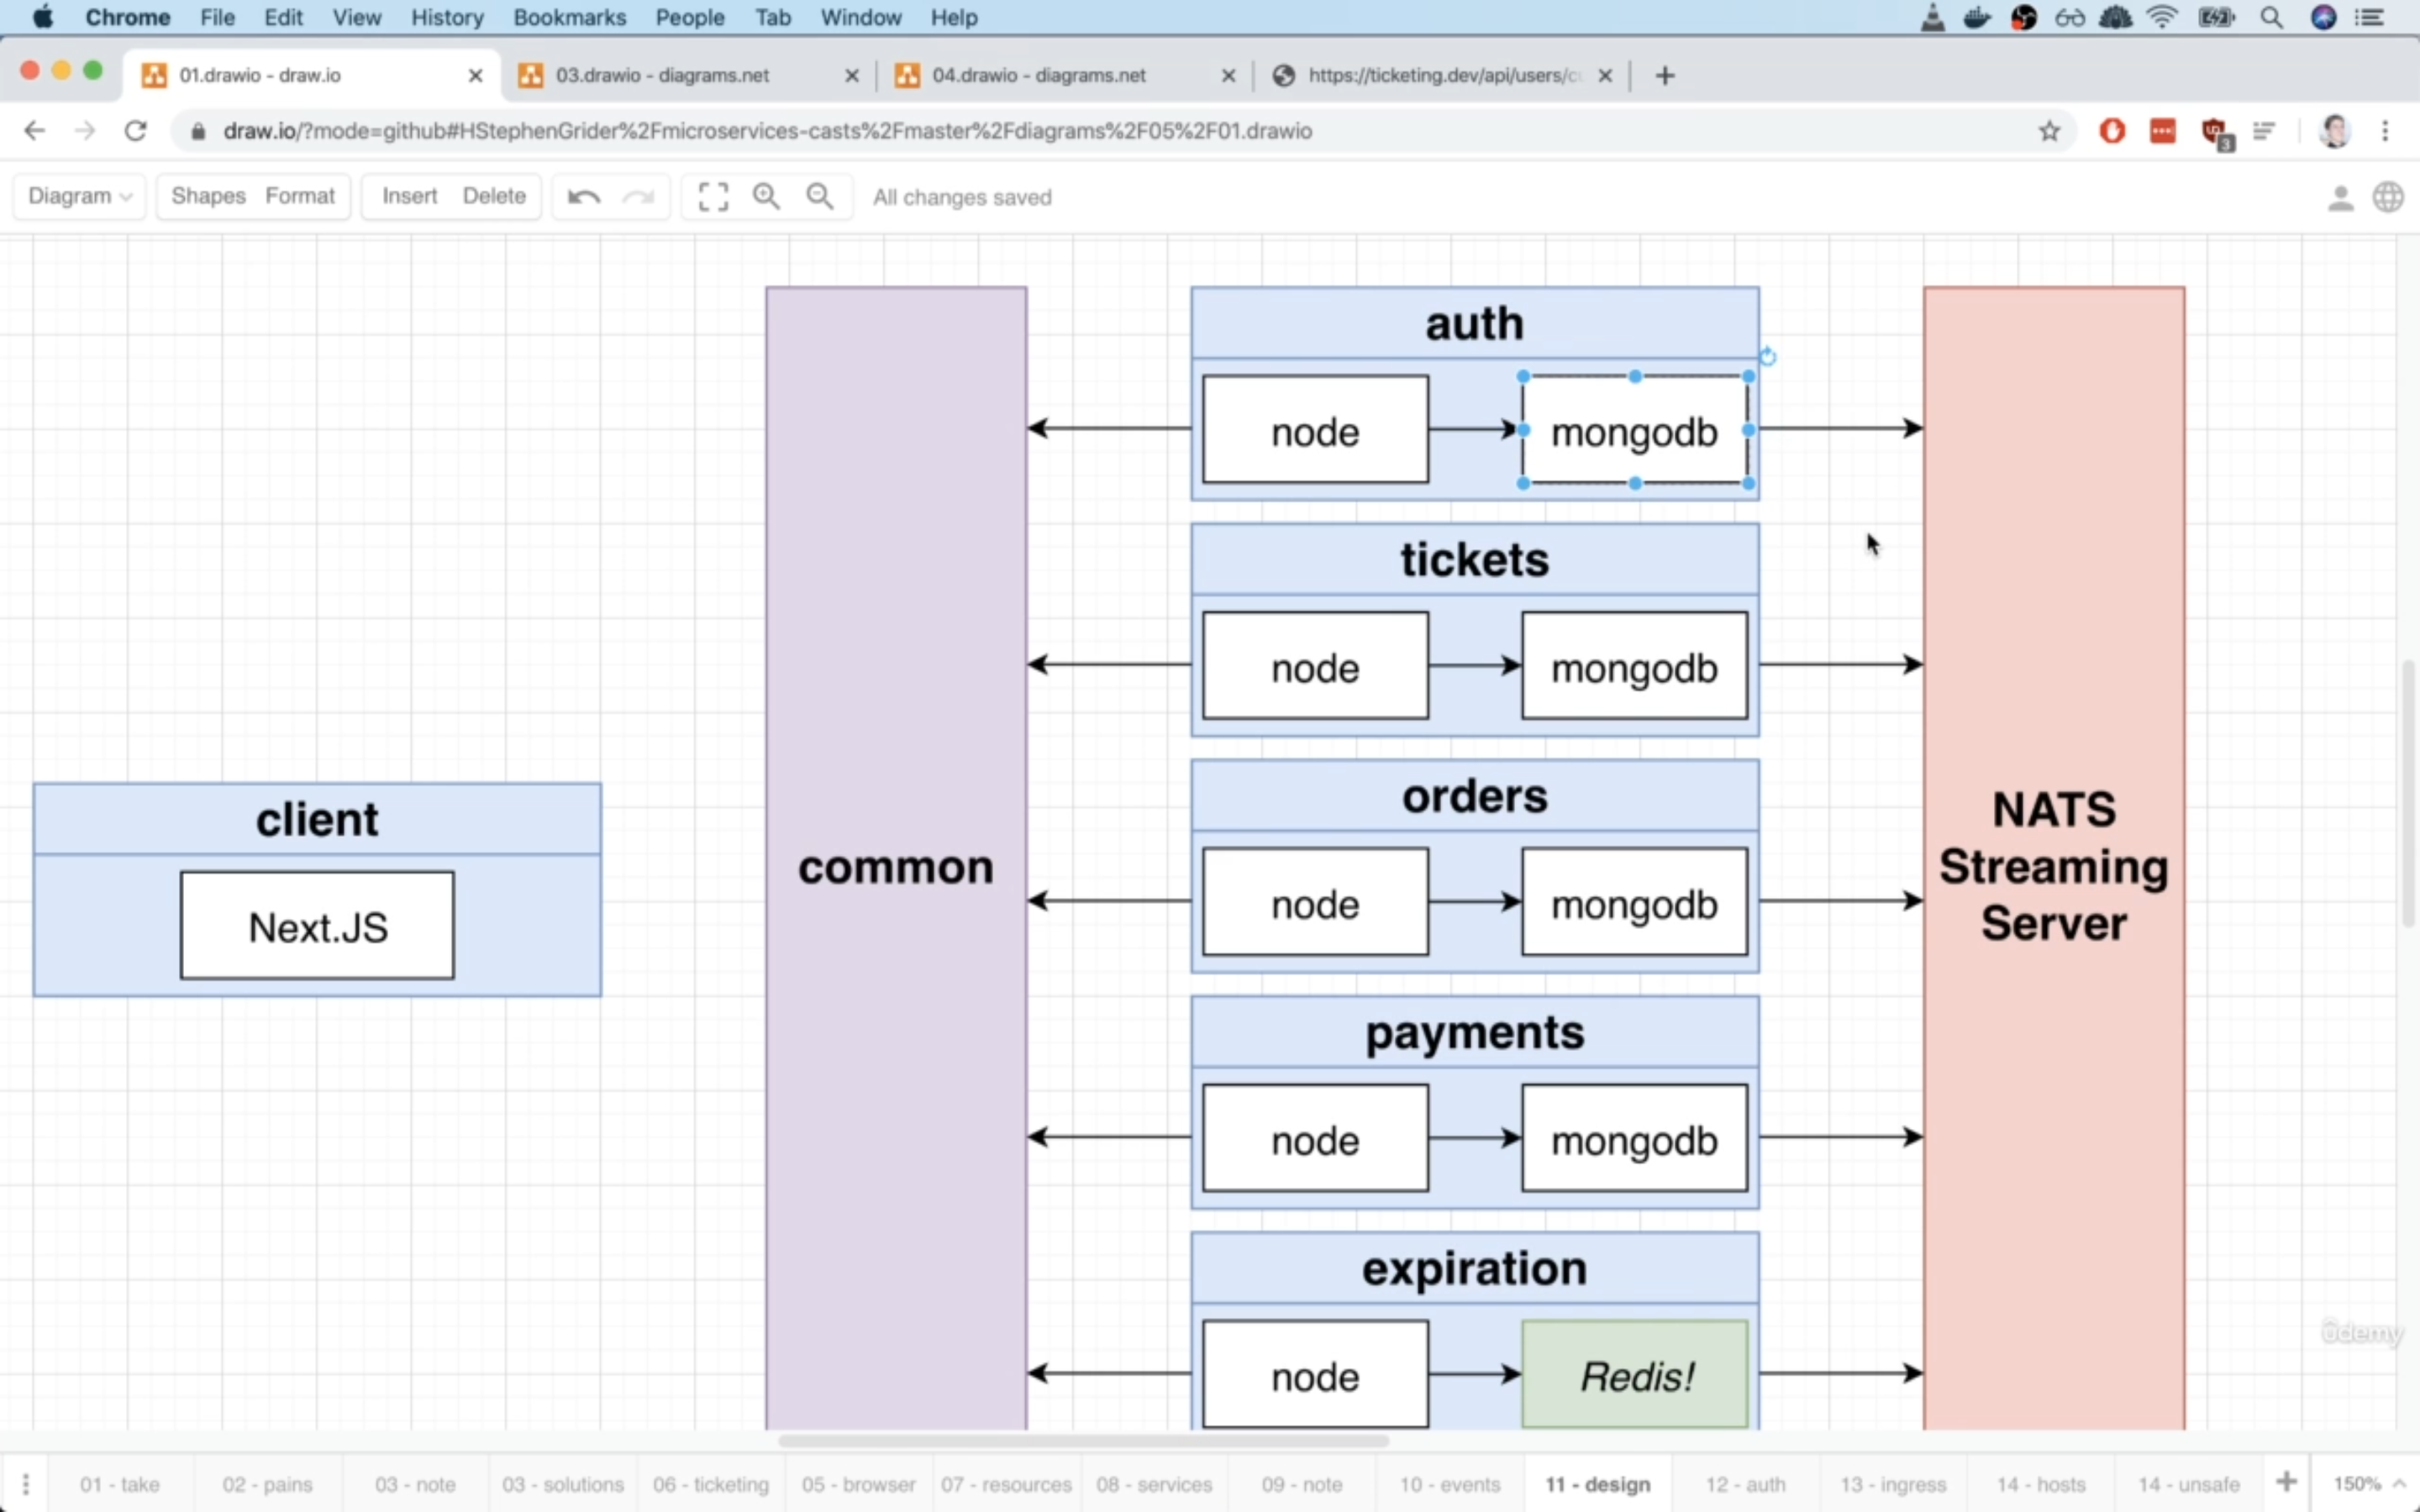 Chrome File Edit View History Bookmarks People Tab Window Help
01.drawio - draw.io
03.drawio - diagrams.net
04.drawio - diagrams.net
https://ticketing.dev/api/users/c
draw.io/?mode=github#HStephenGrider%2Fmicroservices-casts%2Fmaster%2Fdiagrams%2F05%2F01.drawio
3
Diagram Shapes Format Insert Delete All changes saved
auth
node mongodb
tickets
node mongodb
orders
node mongodb
payments
node mongodb
expiration
node Redis!
client
Next.JS
common
NATS
Streaming
Server
ûdemy
01 - take 02 - pains 03 - note 03 - solutions 06 - ticketing 05 - browser 07 - resources 08 - services 09 - note 10 - events 11 - design 12 - auth 13 - ingress 14 - hosts 14 - unsafe 150%